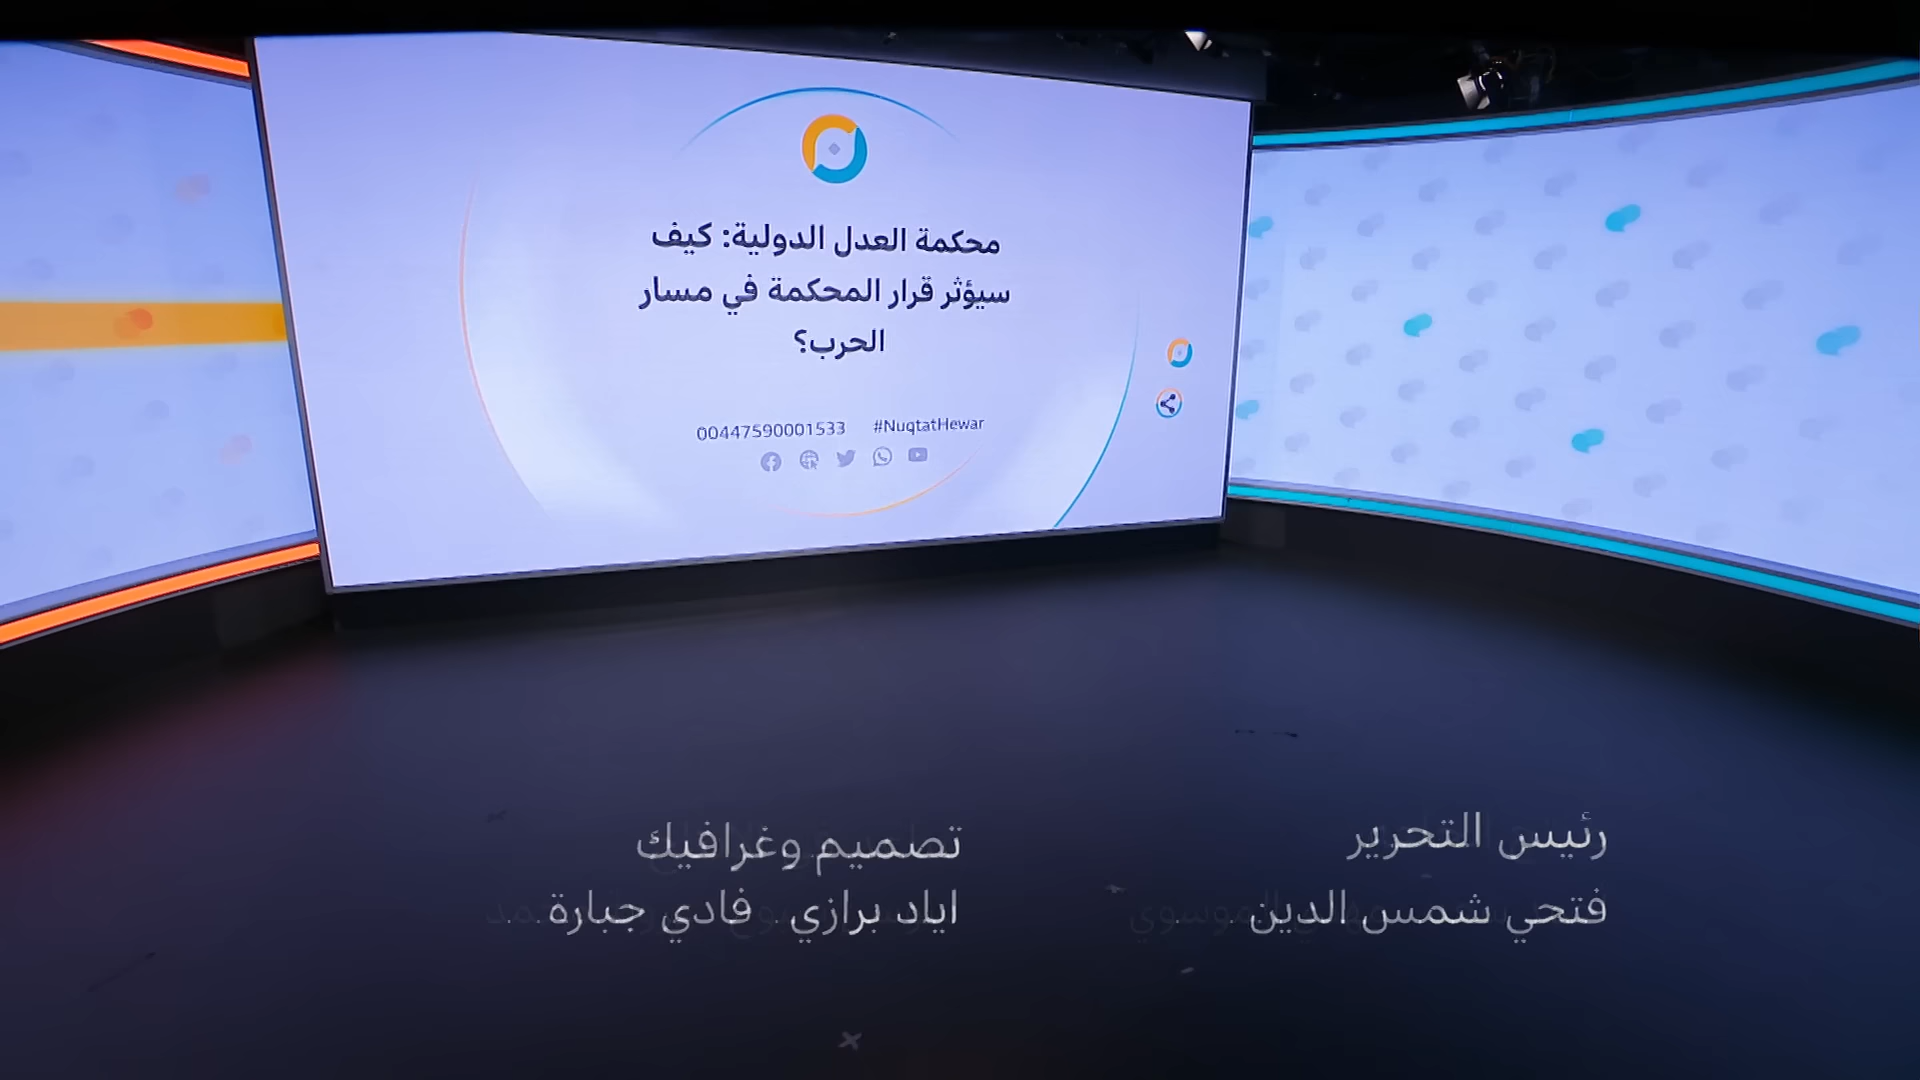 محكمة العدل الدولية: كيف
سيؤثر قرار المحكمة في مسار
الحرب؟
00447590001533 #NuqtatHewar
رئيس التحرير
فتحي شمس الدين
تصميم وغرافيك
اياد برازي . فادي جبارة